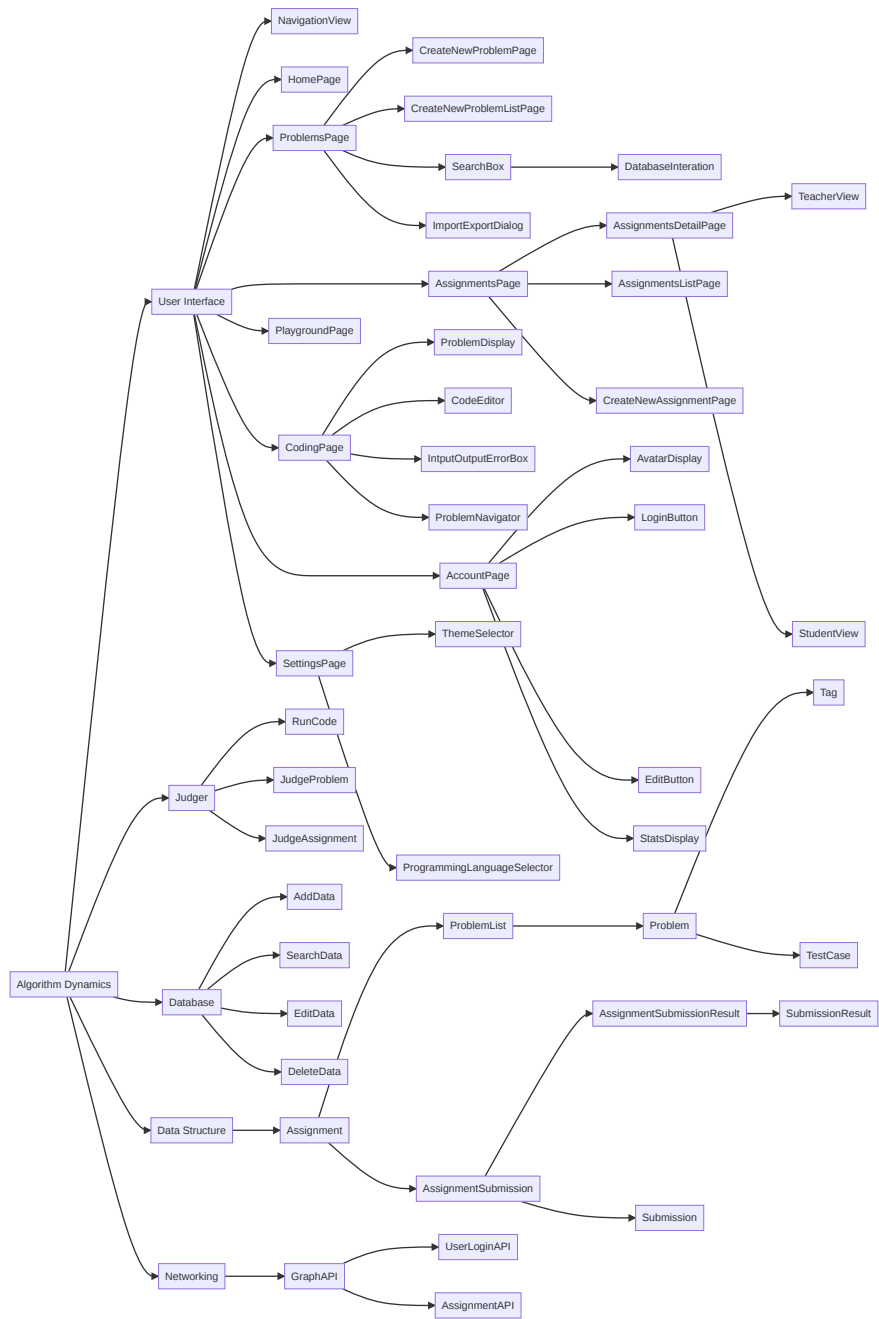 NavigationView
CreateNewProblemPage
HomePage
CreateNewProblemListPage
ProblemsPage
SearchBox
DatabaseInteration
TeacherView
ImportExportDialog
AssignmentsDetailPage
AssignmentsPage
AssignmentsListPage
User Interface
PlaygroundPage
ProblemDisplay
CodeEditor
CreateNewAssignmentPage
CodingPage
IntputOutputErrorBox
AvatarDisplay
ProblemNavigator
LoginButton
AccountPage
ThemeSelector
StudentView
SettingsPage
Tag
RunCode
JudgeProblem
EditButton
Judger
JudgeAssignment
StatsDisplay
ProgrammingLanguageSelector
AddData
ProblemList
Problem
SearchData
TestCase
Algorithm Dynamics
Database
EditData
AssignmentSubmissionResult
SubmissionResult
DeleteData
Data Structure
Assignment
AssignmentSubmission
Submission
UserLoginAPI
Networking
GraphAPI
AssignmentAPI